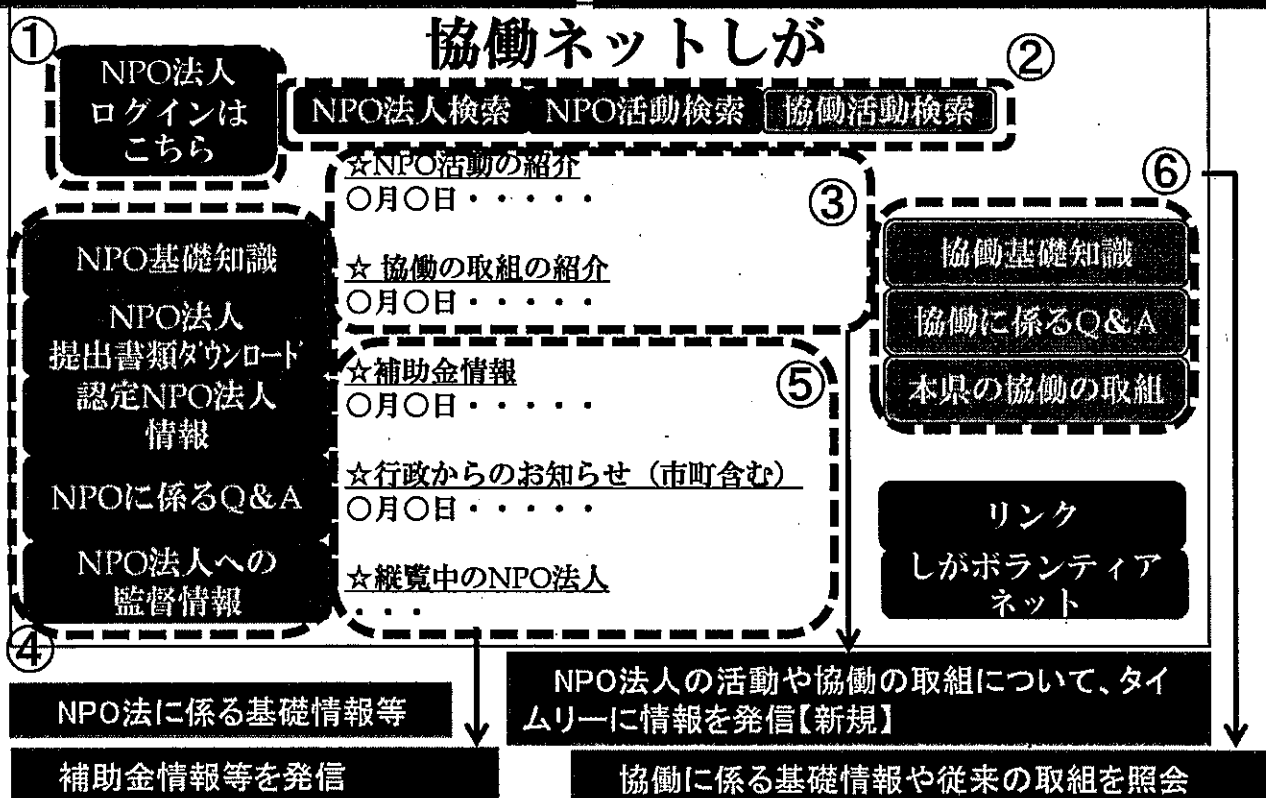 協働ネットしが
①
NPO法人
ログインは
こちら
②
NPO法人検索 NPO活動検索 協働活動検索
③
☆NPO活動の紹介
〇月〇日・・・・・
☆ 協働の取組の紹介
〇月〇日・・・・・
④
NPO基礎知識
NPO法人
提出書類ダウンロード
認定NPO法人
情報
NPOに係るQ&A
NPO法人への
監督情報
⑤
☆補助金情報
〇月〇日・・・・・
☆行政からのお知らせ（市町含む）
〇月〇日・・・・・
☆縦覧中のNPO法人
・・・
⑥
協働基礎知識
協働に係るQ&A
本県の協働の取組
リンク
しがボランティア
ネット
NPO法に係る基礎情報等
NPO法人の活動や協働の取組について、タイ
ムリーに情報を発信【新規】
補助金情報等を発信
協働に係る基礎情報や従来の取組を照会